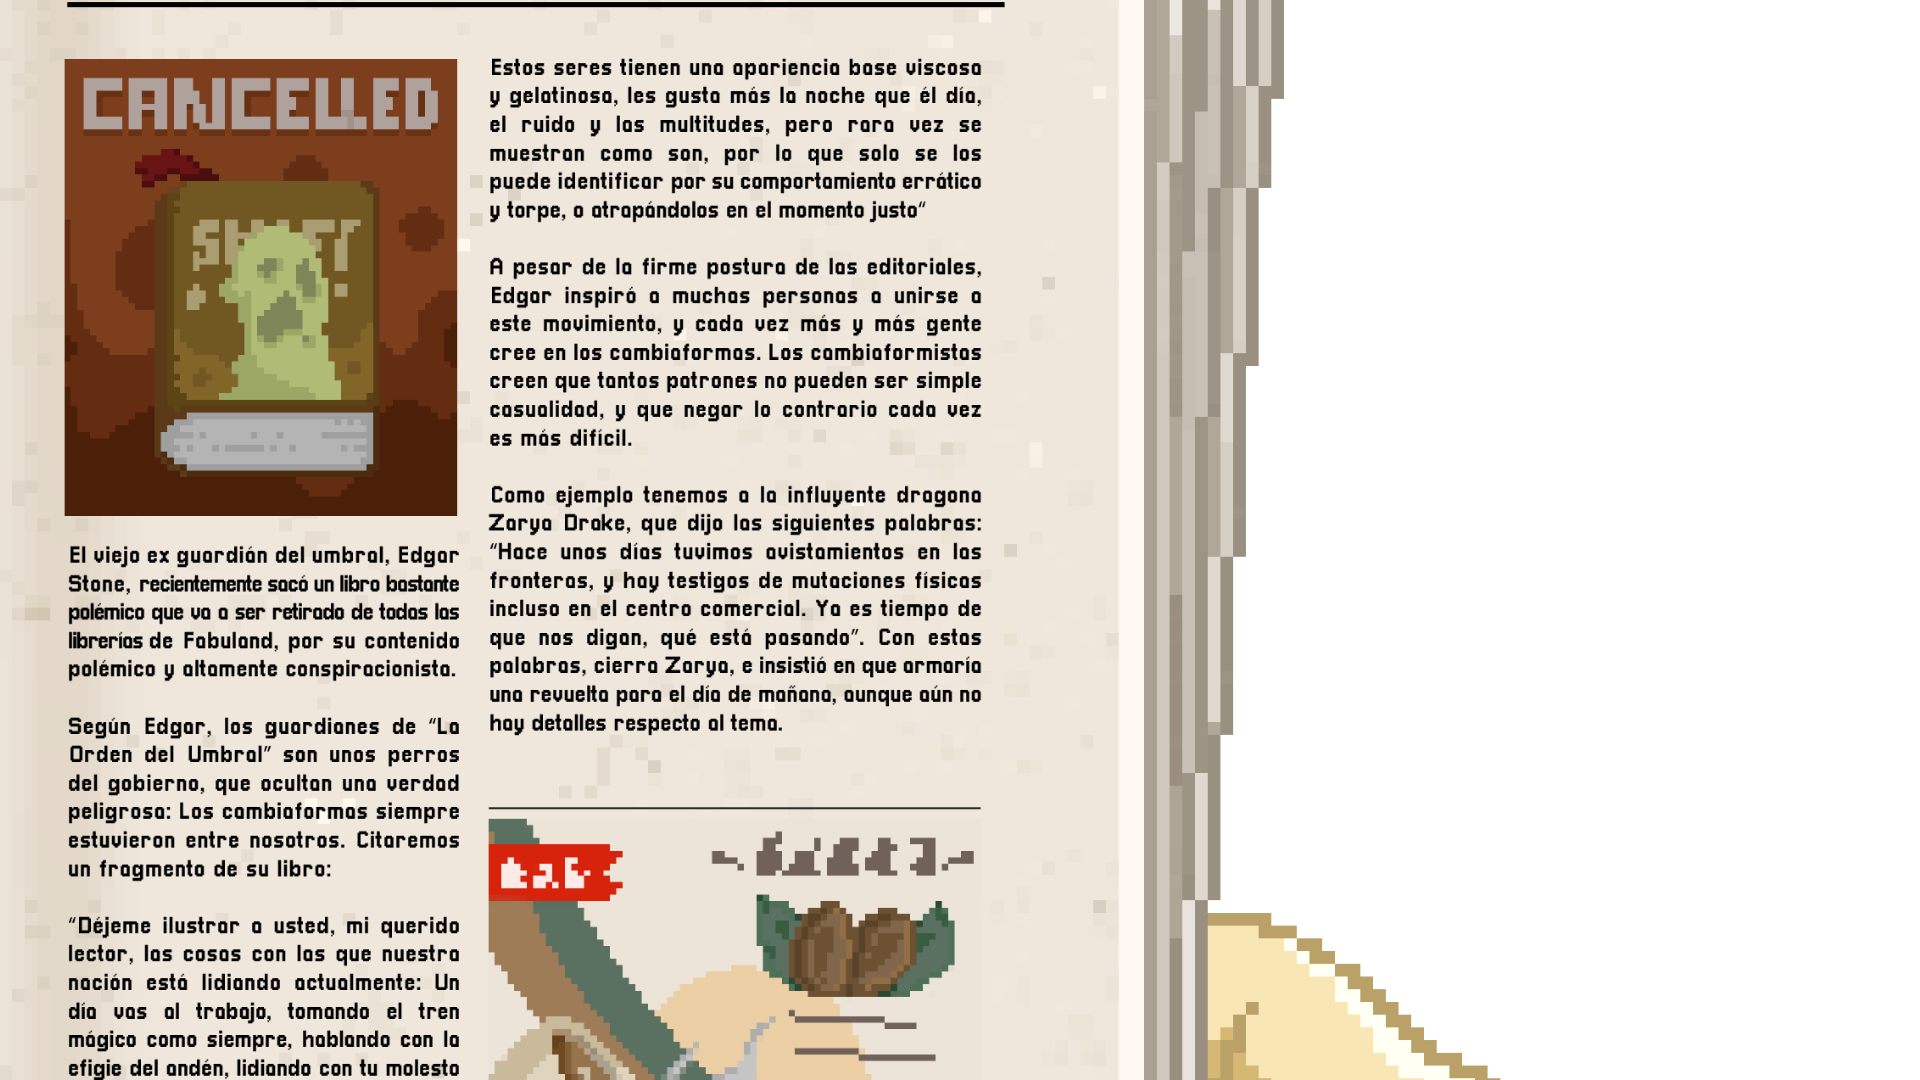 CANCELLED
El viejo ex guardián del umbral, Edgar
Stone, recientemente sacó un libro bastante
polémico que va a ser retirado de todas las
librerías de Fabuland, por su contenido
polémico y altamente conspiracionista.
Según Edgar, los guardianes de “La
Orden del Umbral” son unos perros
del gobierno, que ocultan una verdad
peligrosa: Los cambiaformas siempre
estuvieron entre nosotros. Citaremos
un fragmento de su libro:
“Déjeme ilustrar a usted, mi querido
lector, las cosas con las que nuestra
nación está lidiando actualmente: Un
día vas al trabajo, tomando el tren
mágico como siempre, hablando con la
efigie del andén, lidiando con tu molesto
Estos seres tienen una apariencia base viscosa
y gelatinosa, les gusta más la noche que él día,
el ruido y las multitudes, pero rara vez se
muestran como son, por lo que solo se los
puede identificar por su comportamiento errático
y torpe, o atrapándolos en el momento justo”
A pesar de la firme postura de las editoriales,
Edgar inspiró a muchas personas a unirse a
este movimiento, y cada vez más y más gente
cree en los cambiaformas. Los cambiaformistas
creen que tantos patrones no pueden ser simple
casualidad, y que negar lo contrario cada vez
es más difícil.
Como ejemplo tenemos a la influyente dragona
Zarya Drake, que dijo las siguientes palabras:
“Hace unos días tuvimos avistamientos en las
fronteras, y hay testigos de mutaciones físicas
incluso en el centro comercial. Ya es tiempo de
que nos digan, qué está pasando”. Con estas
palabras, cierra Zarya, e insistió en que armaría
una revuelta para el día de mañana, aunque aún no
hay detalles respecto al tema.